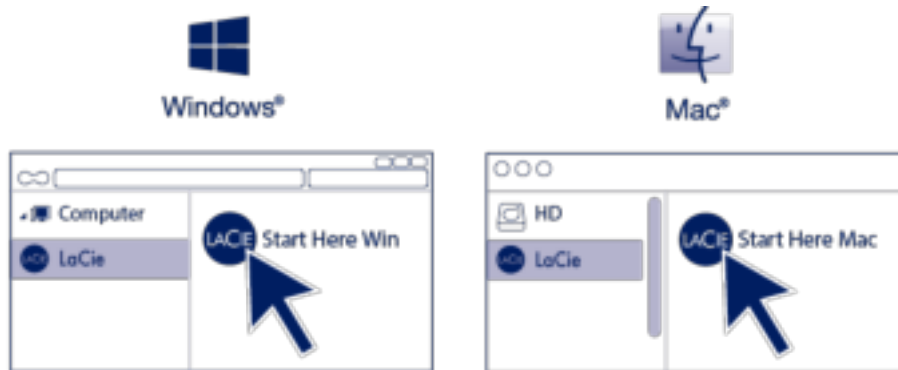 Windows®
Mac®
Computer
LaCie
LACIE Start Here Win
HD
LaCie
LACIE Start Here Mac